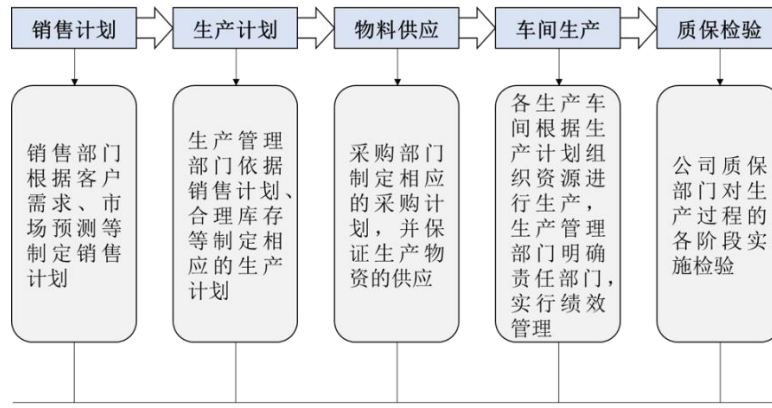 销售计划
生产计划
物料供应
车间生产
质保检验
销售部门
根据客户
需求、市
场预测等
制定销售
计划
生产管理
部门依据
销售计划、
合理库存
等制定相
应的生产
计划
采购部门
制定相应
的采购计
划，并保
证生产物
资的供应
各生产车
间根据生
产计划组
织资源进
行生产，
生产管理
部门明确
责任部门，
实行绩效
管理
公司质保
部门对生
产过程的
各阶段实
施检验